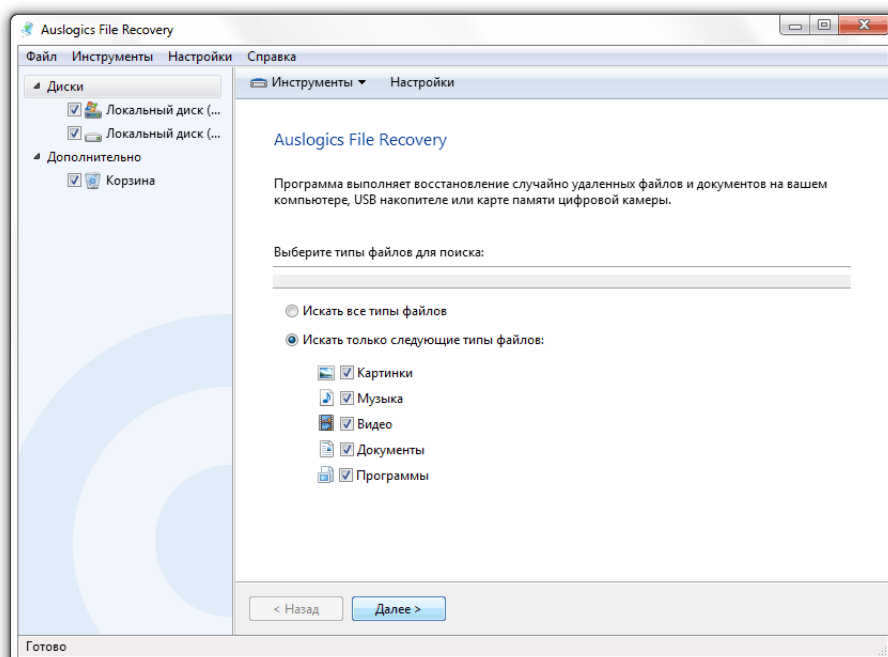 Auslogics File Recovery
Файл Инструменты Настройки Справка
Диски
Локальный диск (...
Локальный диск (...
Дополнительно
Корзина
Инструменты Настройки
Auslogics File Recovery
Программа выполняет восстановление случайно удаленных файлов и документов на вашем
компьютере, USB накопителе или карте памяти цифровой камеры.
Выберите типы файлов для поиска:
Искать все типы файлов
Искать только следующие типы файлов:
Картинки
Музыка
Видео
Документы
Программы
< Назад Далее >
Готово